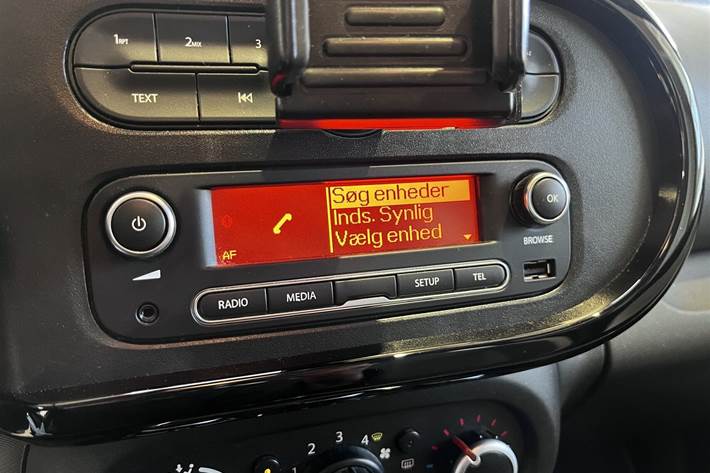 1RPT 2MIX 3
TEXT
Søg enheder
Inds. Synlig
Vælg enhed
AF
OK
BROWSE
RADIO MEDIA SETUP TEL
1 2 3 4